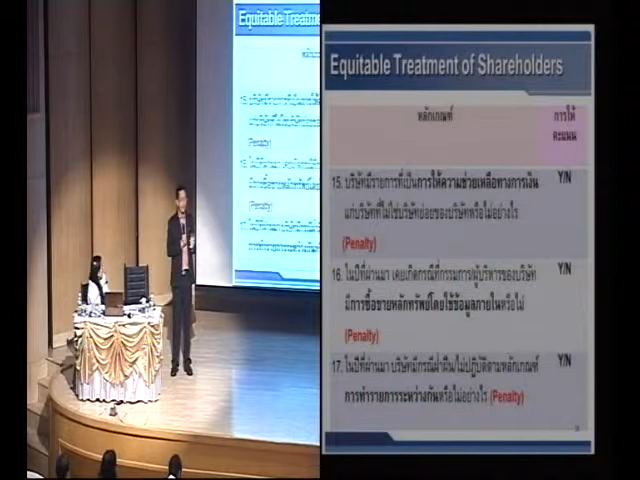 Equitable Treatm
(Penalty)
(Penalty)
Equitable Treatment of Shareholders
หลักเกณฑ์
การให้
คะแนน
15. บริษัทมีรายการที่เป็นการให้ความช่วยเหลือทางการเงิน
Y/N
แก่บริษัทที่ไม่ใช่บริษัทย่อยของบริษัทหรือไม่อย่างไร
(Penalty)
16. ในปีที่ผ่านมา เคยเกิดกรณีที่กรรมการ/ผู้บริหารของบริษัท
Y/N
มีการซื้อขายหลักทรัพย์โดยใช้ข้อมูลภายในหรือไม่
(Penalty)
17. ในปีที่ผ่านมา บริษัทมีกรณีฝ่าฝืน/ไม่ปฏิบัติตามหลักเกณฑ์
Y/N
การทำรายการระหว่างกันหรือไม่อย่างไร (Penalty)